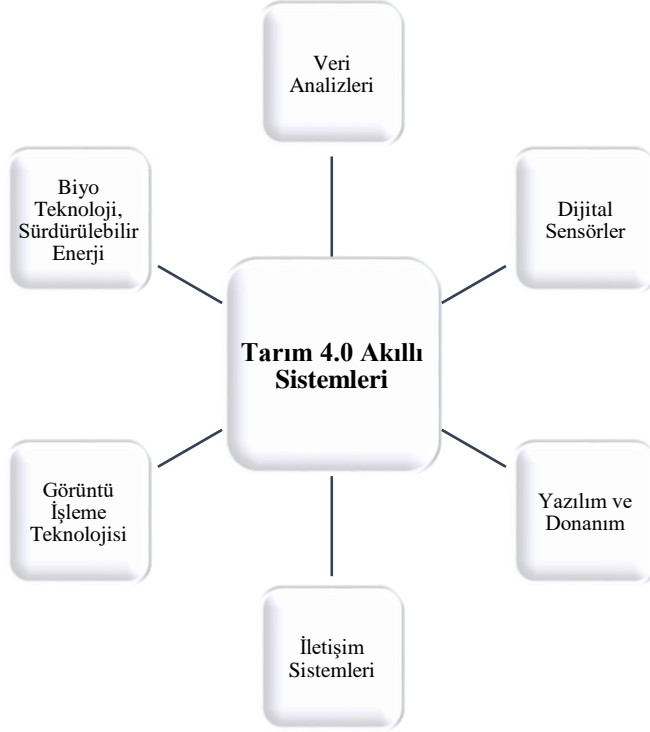 Veri
Analizleri
Biyo
Teknoloji,
Sürdürülebilir
Enerji
Dijital
Sensörler
Tarım 4.0 Akıllı
Sistemleri
Görüntü
İşleme
Teknolojisi
Yazılım ve
Donanım
İletişim
Sistemleri